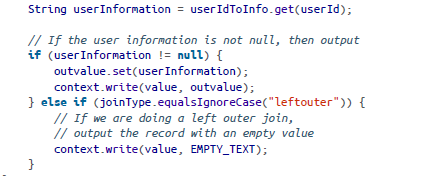 String userInformation = userIdToInfo.get(userId);
// If the user information is not null, then output
if (userInformation != null) {
outvalue.set(userInformation);
context.write(value, outvalue);
} else if (joinType.equalsIgnoreCase("leftouter")) {
// If we are doing a left outer join,
// output the record with an empty value
context.write(value, EMPTY_TEXT);
}